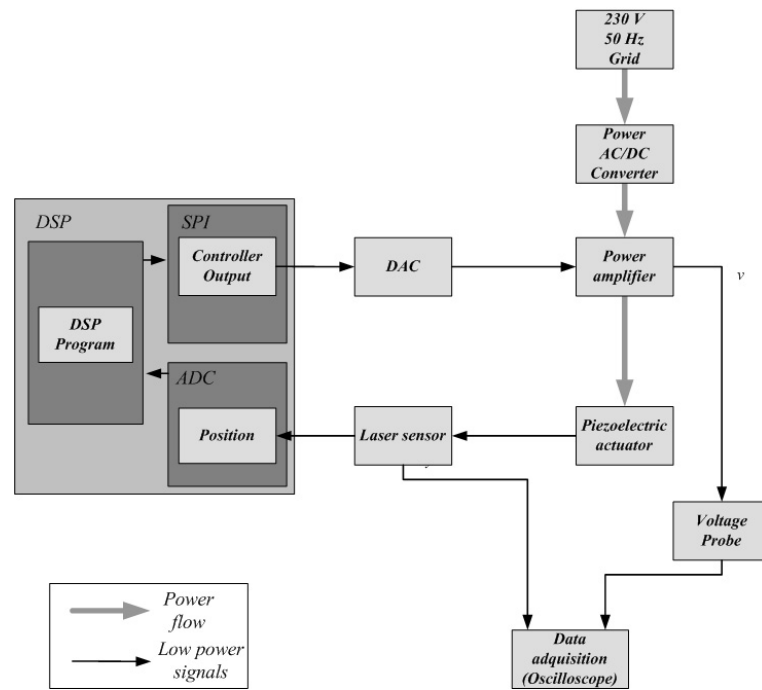 230 V
50 Hz
Grid
Power
AC/DC
Converter
DSP
SPI
Controller
Output
DAC
Power
amplifier
v
DSP
Program
ADC
Position
Laser sensor
Piezoelectric
actuator
Voltage
Probe
Power
flow
Low power
signals
Data
adquisition
(Oscilloscope)